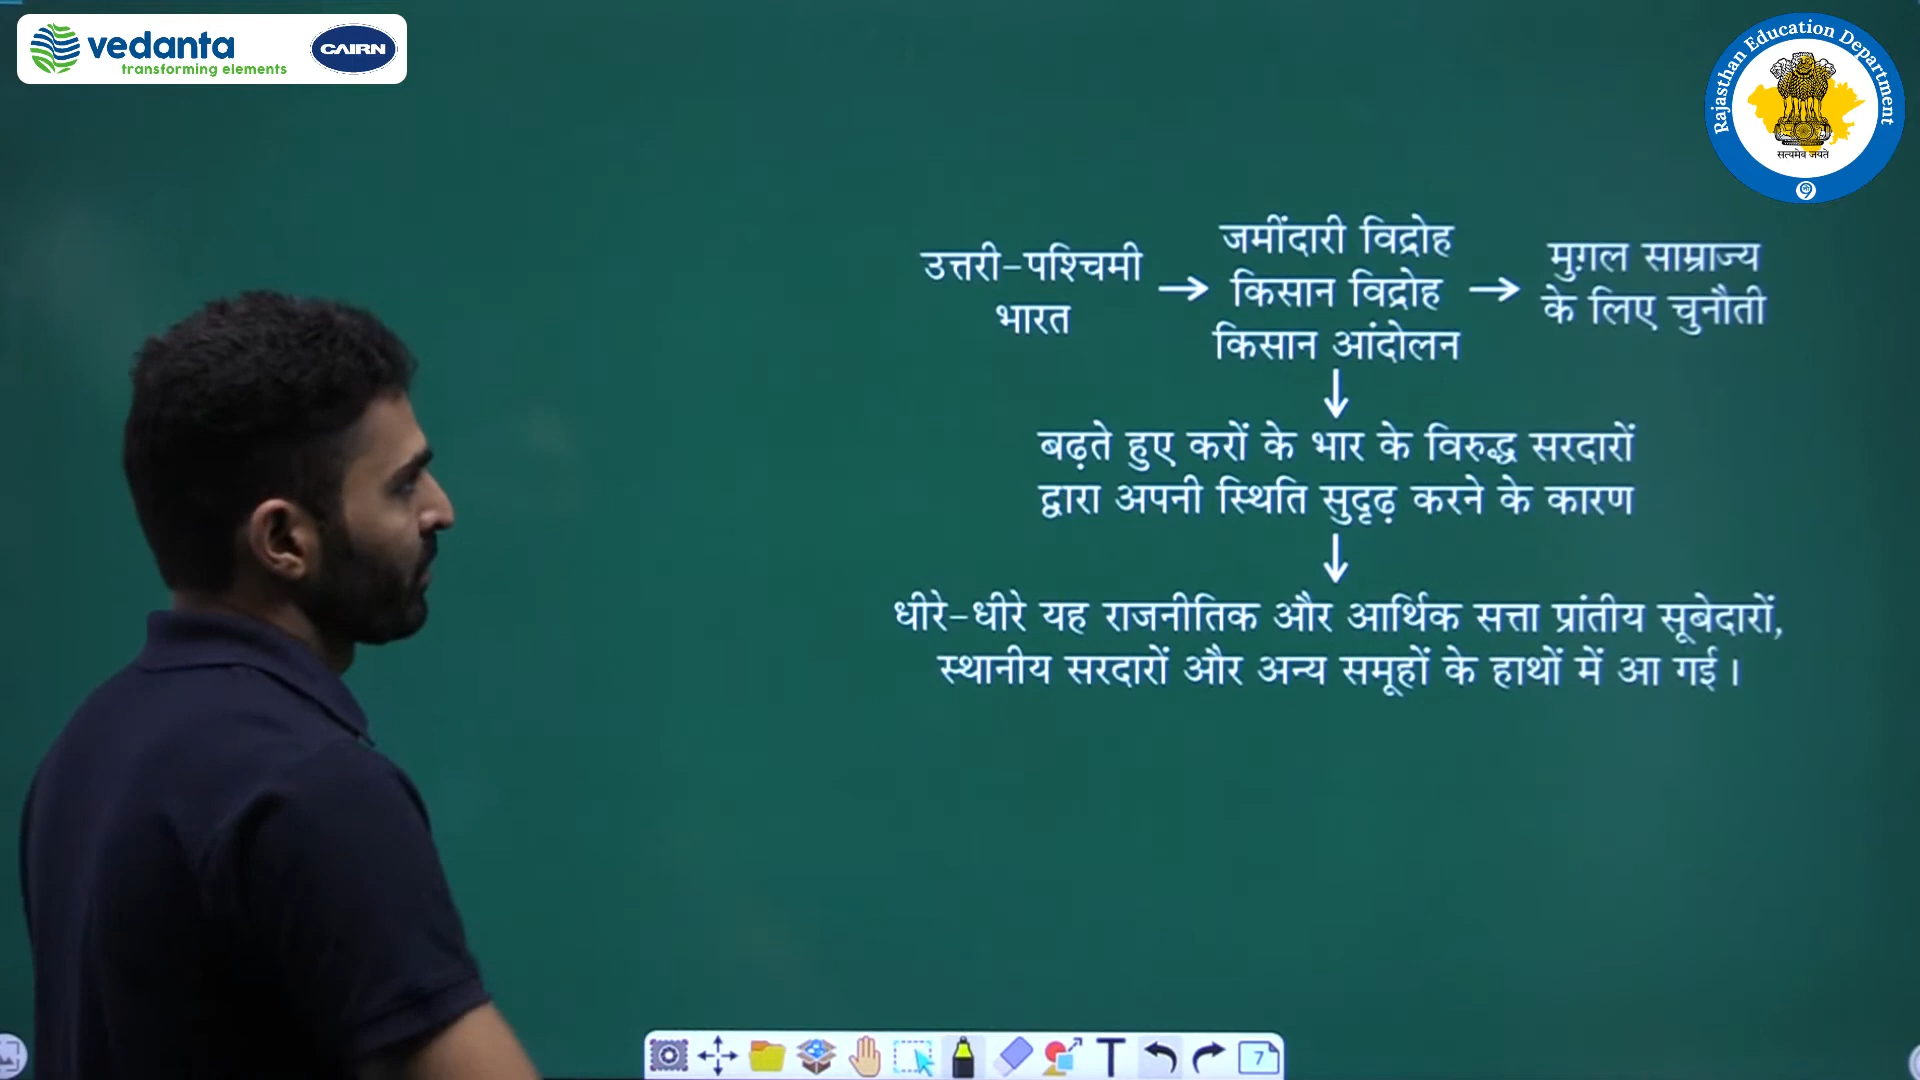 vedanta
transforming elements
CAIRN
Rajasthan Education Department
सत्यमेव जयते
उत्तरी-पश्चिमी
भारत
→
जमींदारी विद्रोह
किसान विद्रोह
किसान आंदोलन
→
मुग़ल साम्राज्य
के लिए चुनौती
↓
बढ़ते हुए करों के भार के विरुद्ध सरदारों
द्वारा अपनी स्थिति सुदृढ़ करने के कारण
↓
धीरे-धीरे यह राजनीतिक और आर्थिक सत्ता प्रांतीय सूबेदारों,
स्थानीय सरदारों और अन्य समूहों के हाथों में आ गई।
T
7